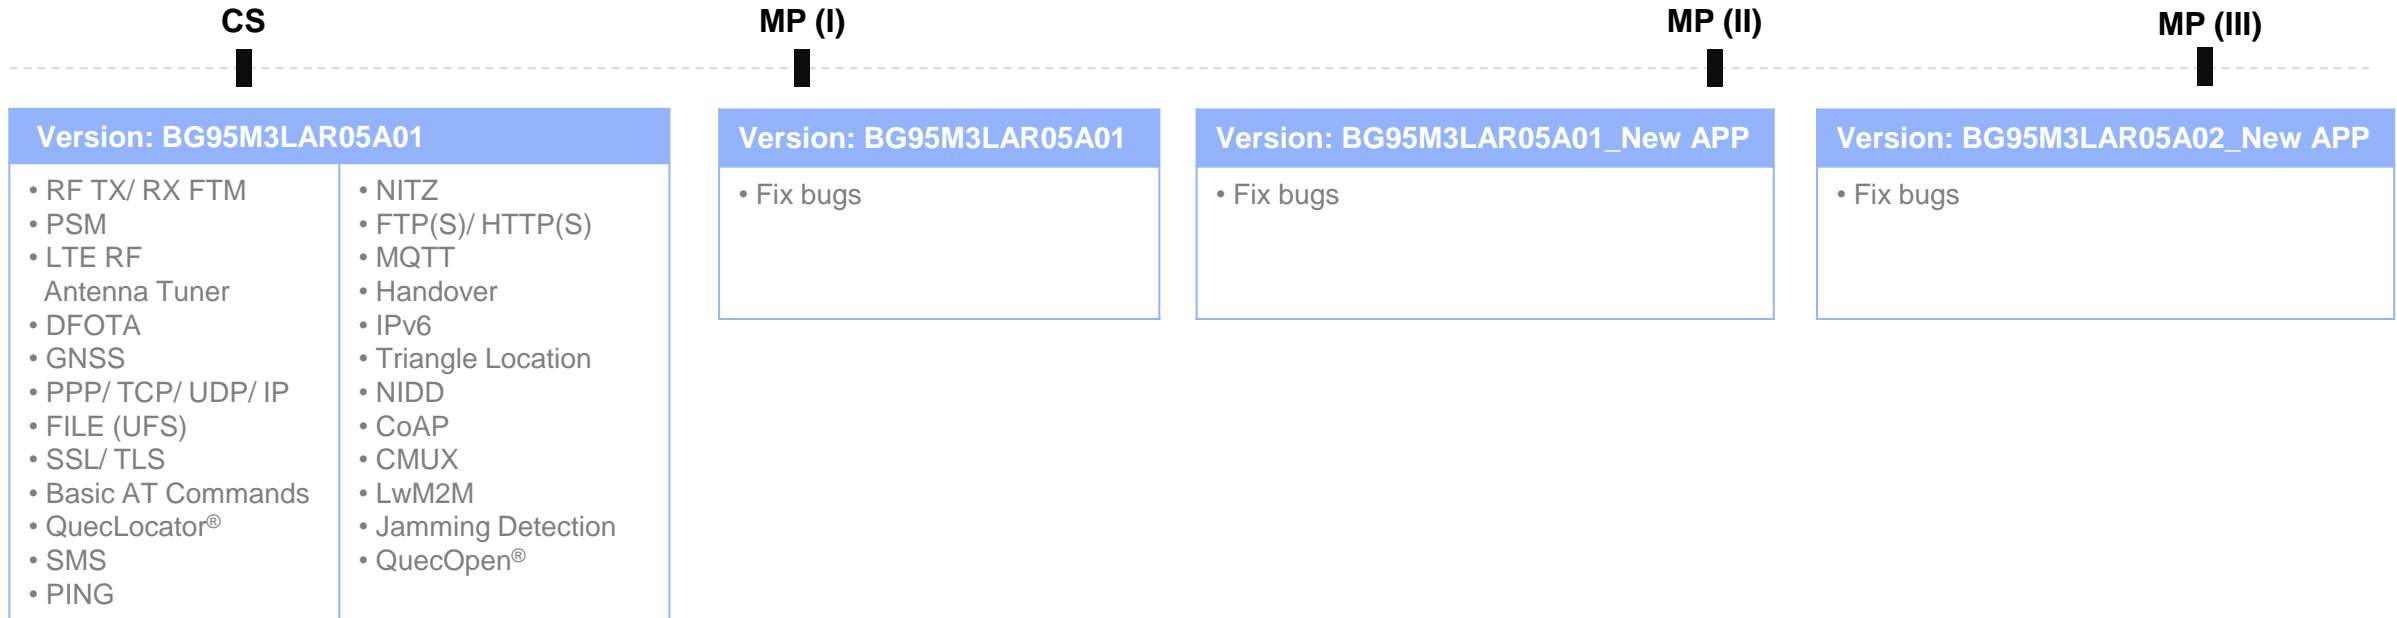 CS
MP (I)
MP (II)
MP (III)
Version: BG95M3LAR05A01
• RF TX/ RX FTM
• PSM
• LTE RF
Antenna Tuner
• DFOTA
• GNSS
• PPP/ TCP/ UDP/ IP
• FILE (UFS)
• SSL/ TLS
• Basic AT Commands
• QuecLocator®
• SMS
• PING
• NITZ
• FTP(S)/ HTTP(S)
• MQTT
• Handover
• IPv6
• Triangle Location
• NIDD
• CoAP
• CMUX
• LwM2M
• Jamming Detection
• QuecOpen®
Version: BG95M3LAR05A01
• Fix bugs
Version: BG95M3LAR05A01_New APP
• Fix bugs
Version: BG95M3LAR05A02_New APP
• Fix bugs